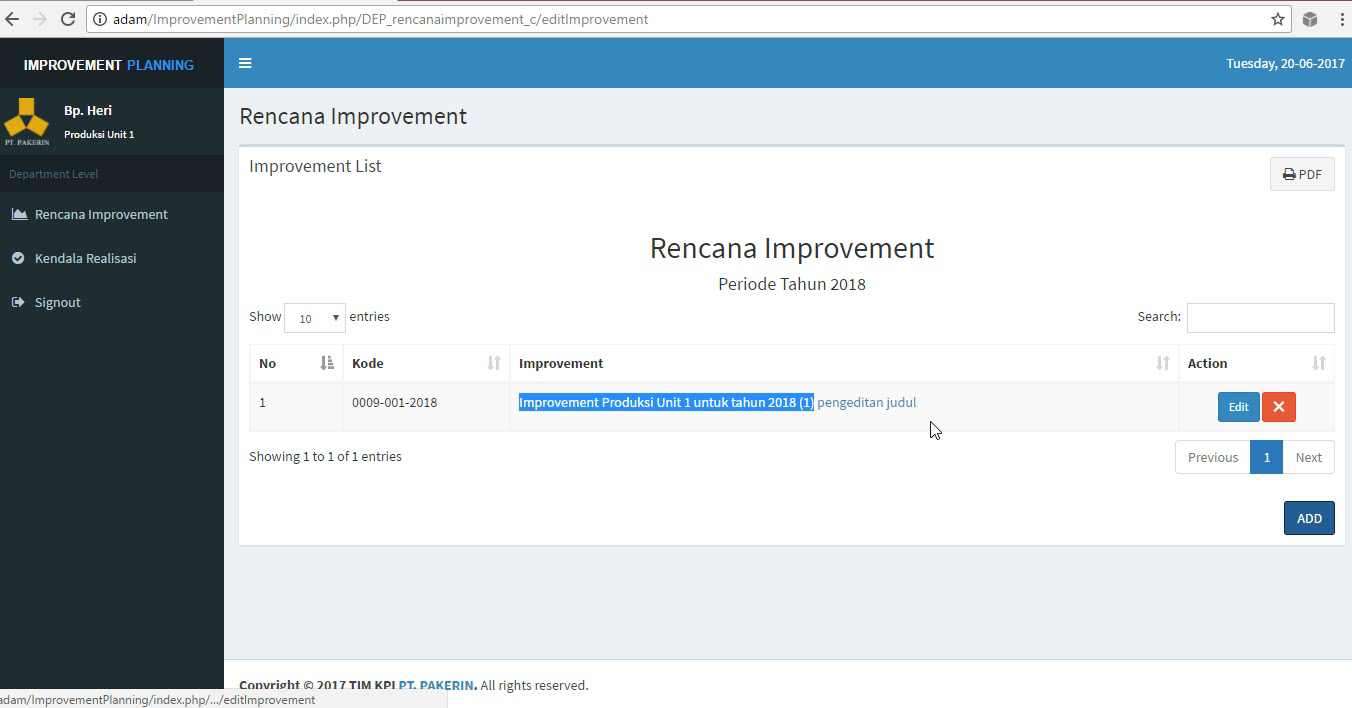 adam/ImprovementPlanning/index.php/DEP_rencanaimprovement_c/editImprovement
IMPROVEMENT PLANNING
Tuesday, 20-06-2017
Bp. Heri
Produksi Unit 1
PT. PAKERIN
Department Level
Rencana Improvement
Kendala Realisasi
Signout
Rencana Improvement
Improvement List
PDF
Rencana Improvement
Periode Tahun 2018
Show 10 entries
Search:
No Kode Improvement Action
1 0009-001-2018 Improvement Produksi Unit 1 untuk tahun 2018 (1) pengeditan judul Edit
Showing 1 to 1 of 1 entries
Previous 1 Next
ADD
Copyright © 2017 TIM KPI PT. PAKERIN. All rights reserved.
adam/ImprovementPlanning/index.php/.../editImprovement